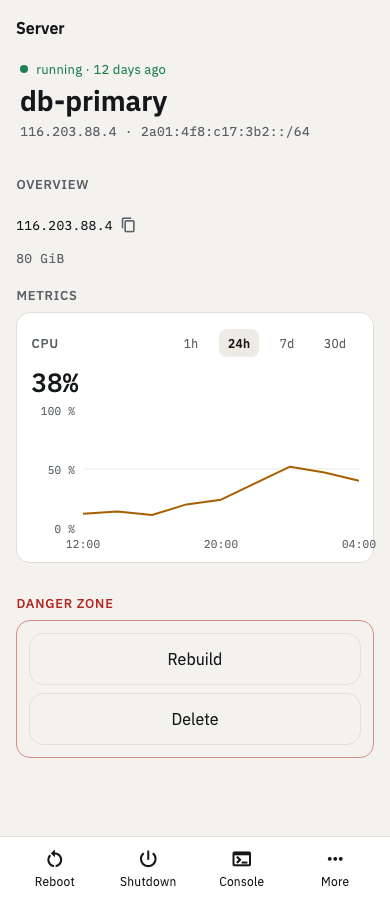 Server
running · 12 days ago
db-primary
116.203.88.4 · 2a01:4f8:c17:3b2::/64
OVERVIEW
116.203.88.4
80 GiB
METRICS
CPU 1h 24h 7d 30d
38%
100 %
50 %
0 %
12:00 20:00 04:00
DANGER ZONE
Rebuild
Delete
Reboot Shutdown Console More